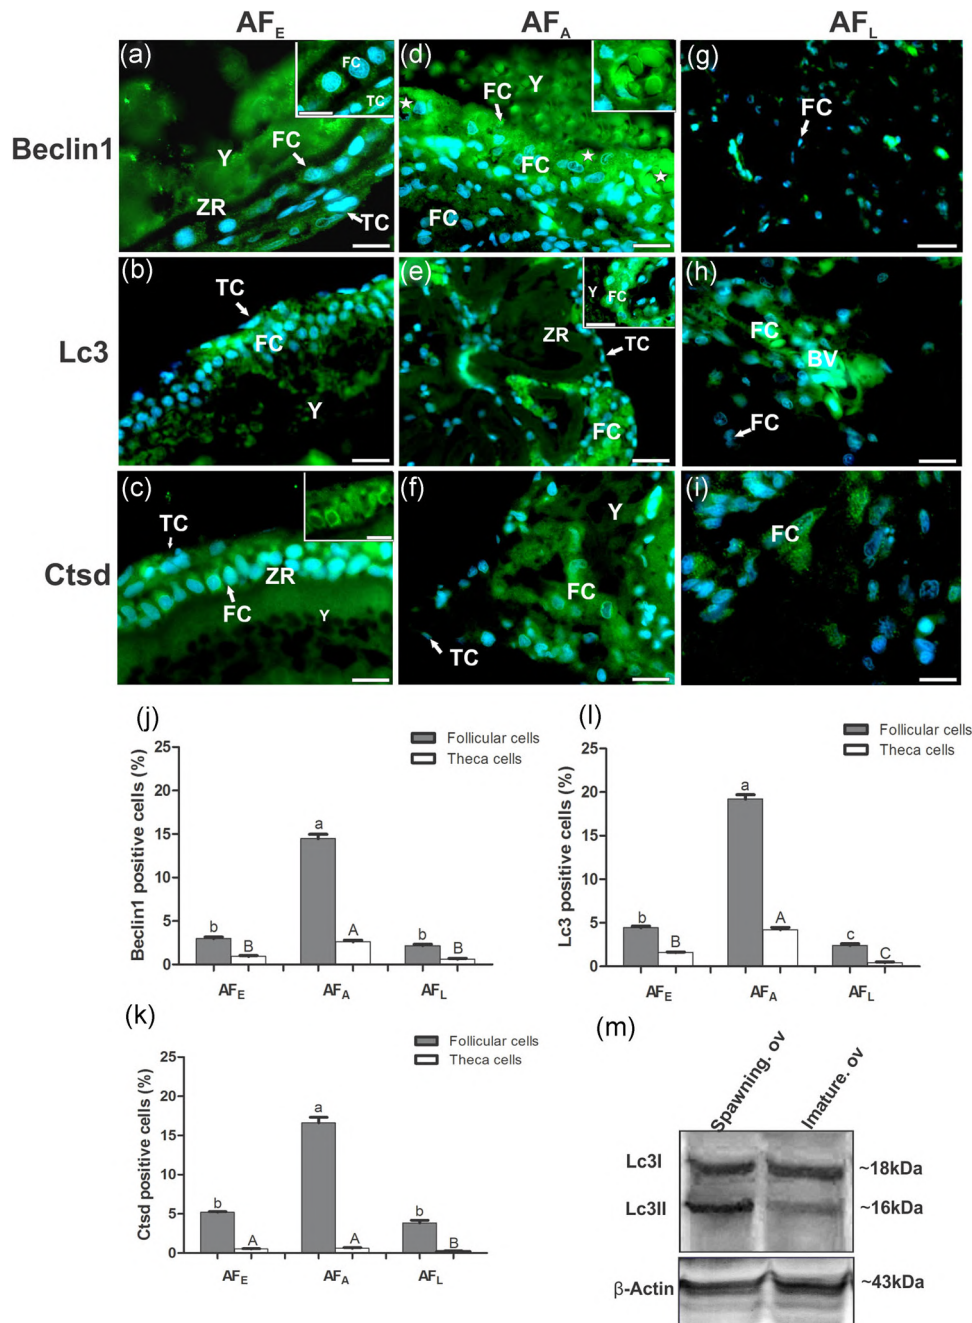 AFE AFA AFL
Beclin1
(a) FC TC Y FC ZR TC
(d) Y FC FC FC
(g) FC
Lc3
(b) TC FC Y
(e) Y FC ZR TC FC
(h) FC BV FC
Ctsd
(c) TC ZR FC Y
(f) Y FC TC
(i) FC
(j)
Follicular cells
Theca cells
Beclin1 positive cells (%)
25
20
15
10
5
0
b B a A b B
AFE AFA AFL
(l)
Follicular cells
Theca cells
Lc3 positive cells (%)
25
20
15
10
5
0
b B a A c C
AFE AFA AFL
(k)
Follicular cells
Theca cells
Ctsd positive cells (%)
25
20
15
10
5
0
b A a A b B
AFE AFA AFL
(m)
Spawning. ov
Imature. ov
Lc3I ~18kDa
Lc3II ~16kDa
β-Actin ~43kDa